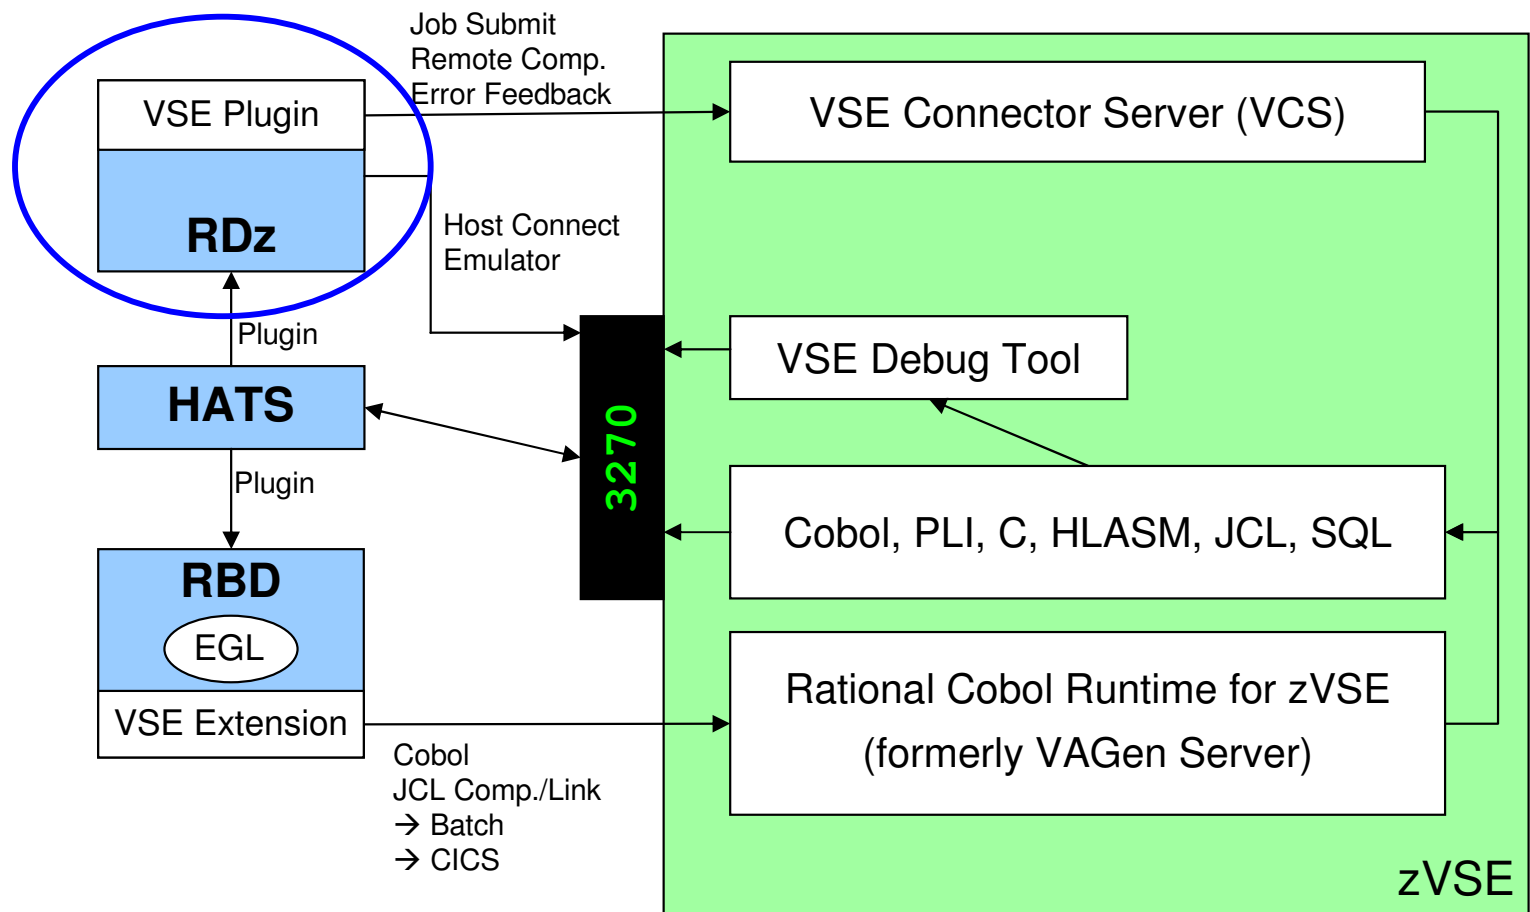 Job Submit
Remote Comp.
Error Feedback
VSE Plugin
RDz
VSE Connector Server (VCS)
Host Connect
Emulator
Plugin
HATS
Plugin
3270
VSE Debug Tool
Cobol, PLI, C, HLASM, JCL, SQL
RBD
EGL
VSE Extension
Rational Cobol Runtime for zVSE
(formerly VAGen Server)
Cobol
JCL Comp./Link
→ Batch
→ CICS
zVSE